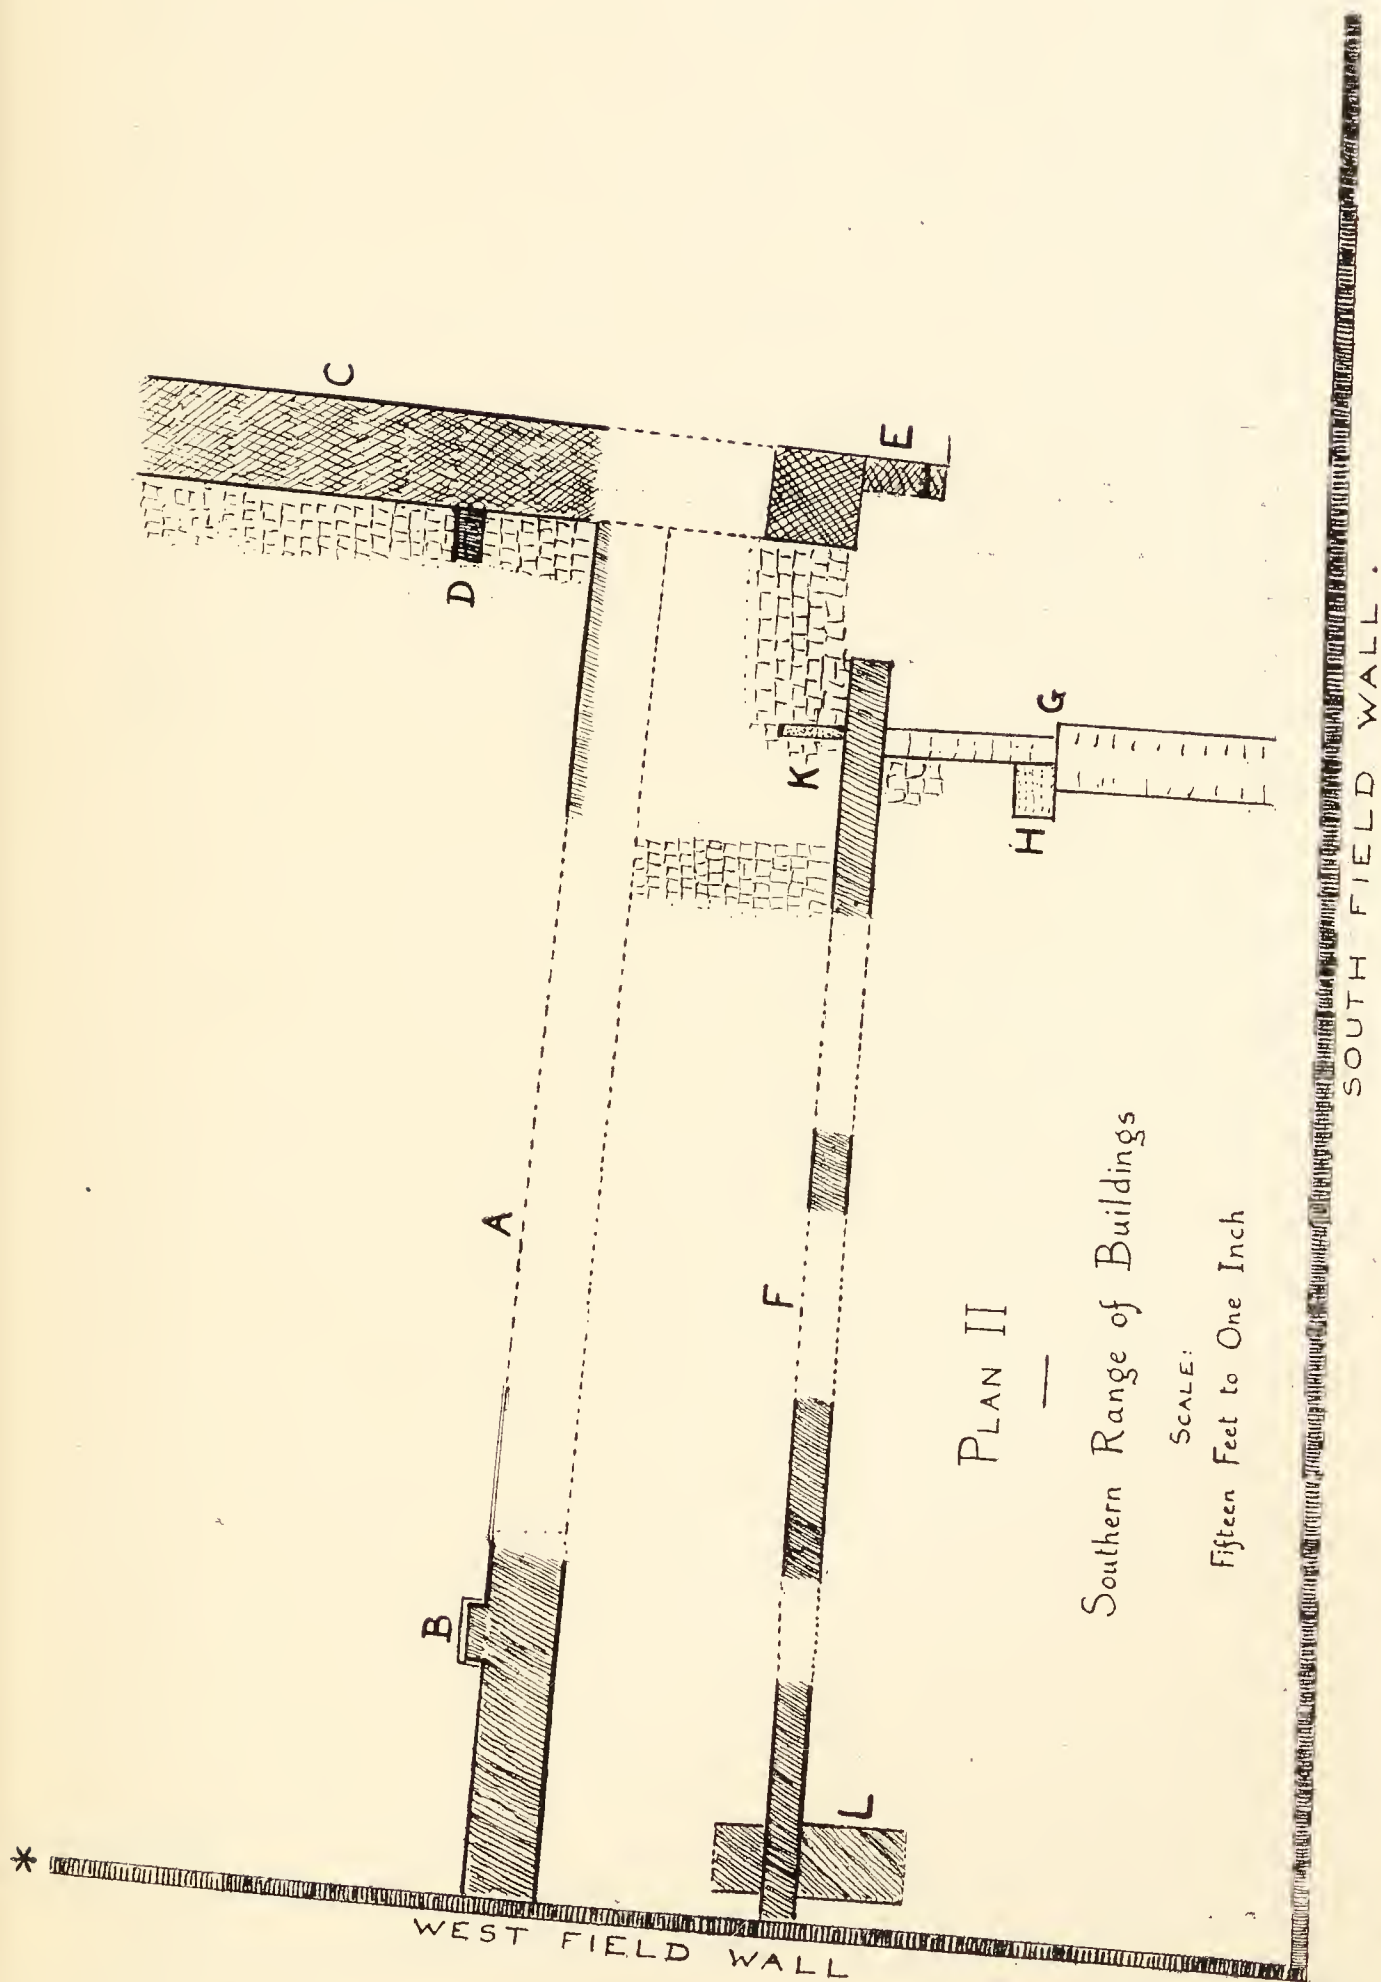 C
D
E
A
B
K
G
H
F
L
PLAN II
Southern Range of Buildings
SCALE:
Fifteen Feet to One Inch
WEST FIELD WALL
SOUTH FIELD WALL.